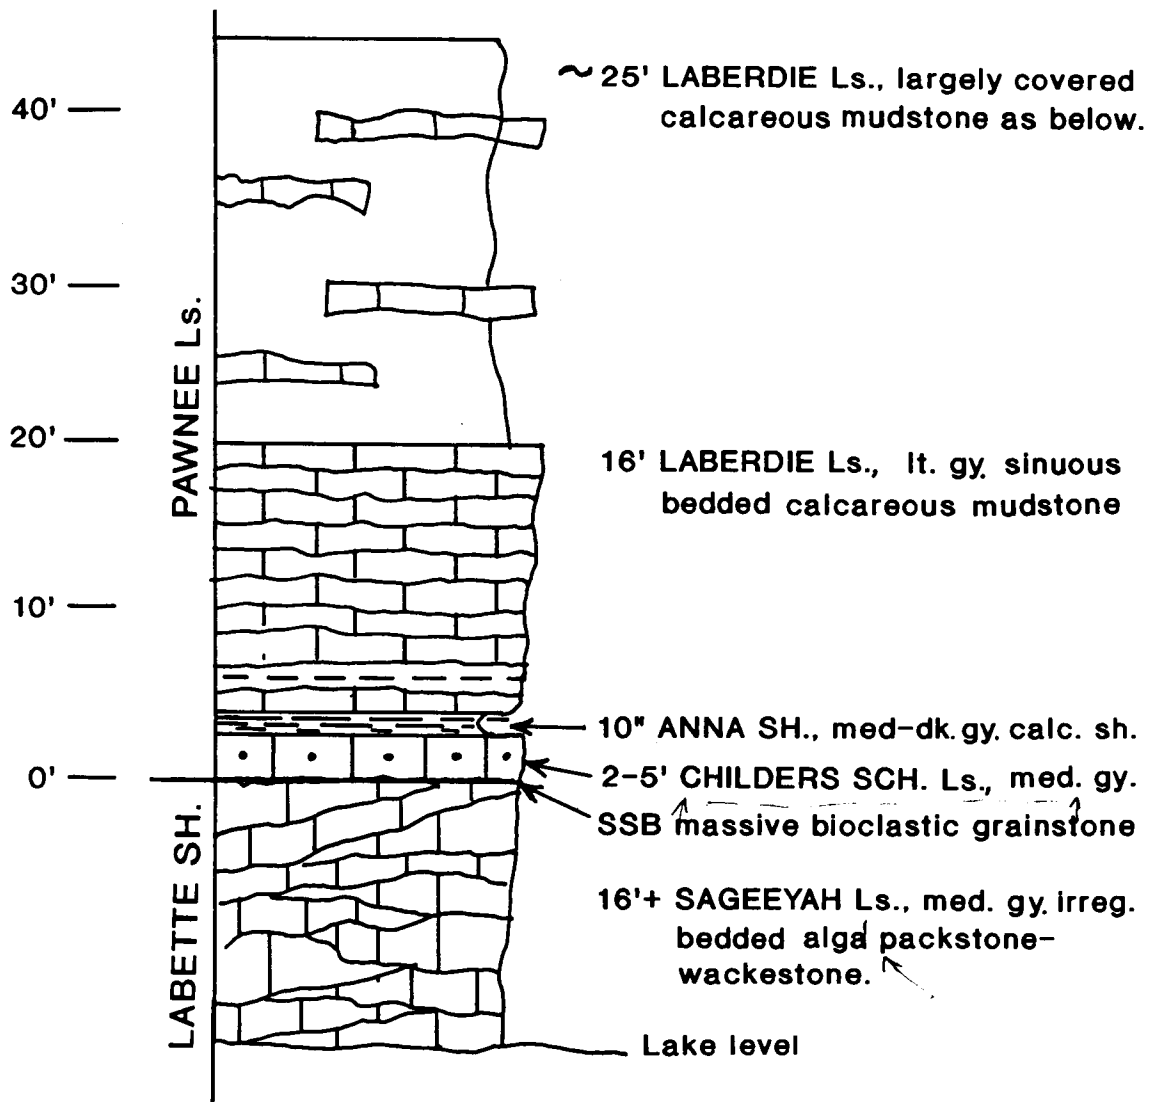 ~ 25' LABERDIE Ls., largely covered
calcareous mudstone as below.
40'
30'
PAWNEE Ls.
20'
16' LABERDIE Ls., lt. gy. sinuous
bedded calcareous mudstone
10'
10" ANNA SH., med-dk. gy. calc. sh.
0'
2-5' CHILDERS SCH. Ls., med. gy.
SSB massive bioclastic grainstone
LABETTE SH.
16'+ SAGEEYAH Ls., med. gy. irreg.
bedded algal packstone-
wackestone.
Lake level